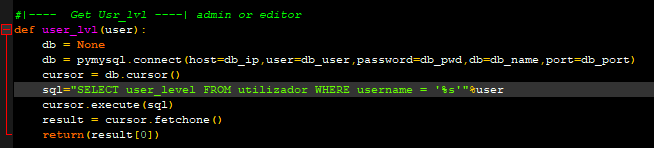 #|----  Get Usr_lvl ----| admin or editor
def user_lvl(user):
    db = None
    db = pymysql.connect(host=db_ip,user=db_user,password=db_pwd,db=db_name,port=db_port)
    cursor = db.cursor()
    sql="SELECT user_level FROM utilizador WHERE username = '%s'"%user
    cursor.execute(sql)
    result = cursor.fetchone()
    return(result[0])